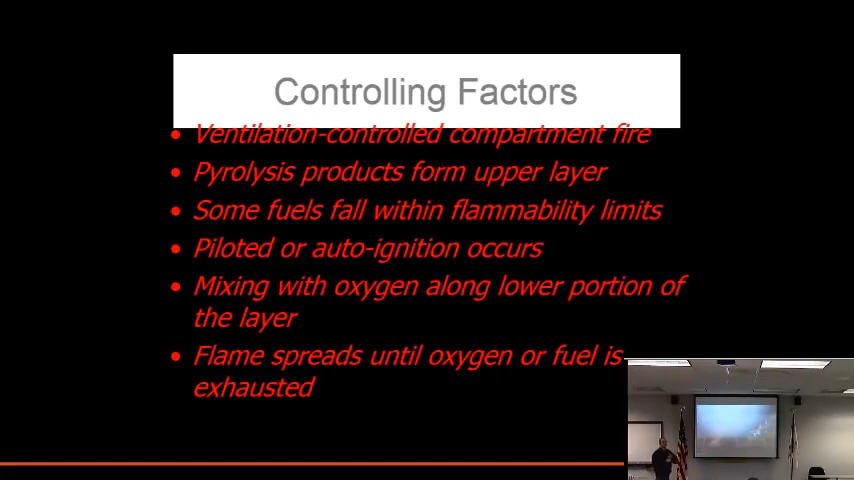 Controlling Factors
• Ventilation-controlled compartment fire
• Pyrolysis products form upper layer
• Some fuels fall within flammability limits
• Piloted or auto-ignition occurs
• Mixing with oxygen along lower portion of
the layer
• Flame spreads until oxygen or fuel is
exhausted